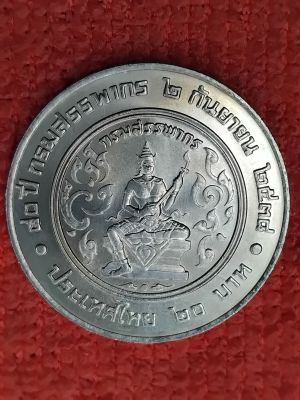 ๘๐ ปี กรมสรรพากร ๒ กันยายน ๒๕๓๘
กรมสรรพากร
ประเทศไทย ๒๐ บาท